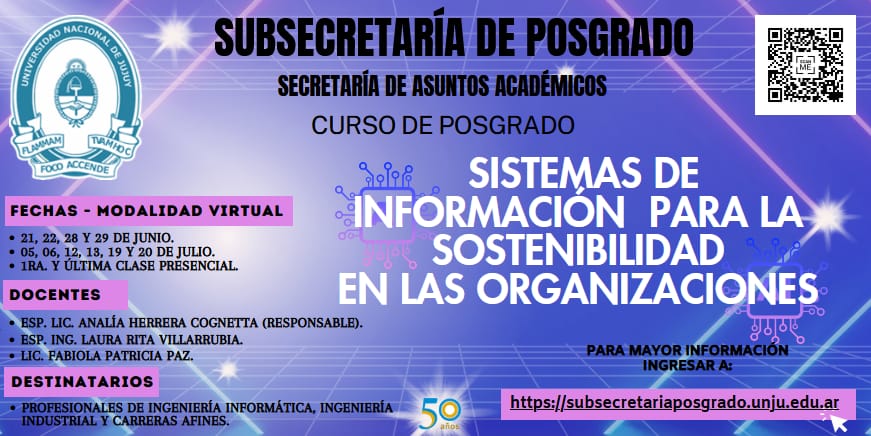 SUBSECRETARÍA DE POSGRADO
SECRETARÍA DE ASUNTOS ACADÉMICOS
CURSO DE POSGRADO
UNIVERSIDAD NACIONAL DE JUJUY
FLAMMAM
TVAM HOC
FOCO ACCENDE
SCAN
ME
SISTEMAS DE
INFORMACIÓN PARA LA
SOSTENIBILIDAD
EN LAS ORGANIZACIONES
FECHAS - MODALIDAD VIRTUAL
• 21, 22, 28 Y 29 DE JUNIO.
• 05, 06, 12, 13, 19 Y 20 DE JULIO.
• 1RA. Y ÚLTIMA CLASE PRESENCIAL.
DOCENTES
• ESP. LIC. ANALÍA HERRERA COGNETTA (RESPONSABLE).
• ESP. ING. LAURA RITA VILLARRUBIA.
• LIC. FABIOLA PATRICIA PAZ.
DESTINATARIOS
• PROFESIONALES DE INGENIERÍA INFORMÁTICA, INGENIERÍA
INDUSTRIAL Y CARRERAS AFINES.
50
años
PARA MAYOR INFORMACIÓN
INGRESAR A:
https://subsecretariaposgrado.unju.edu.ar